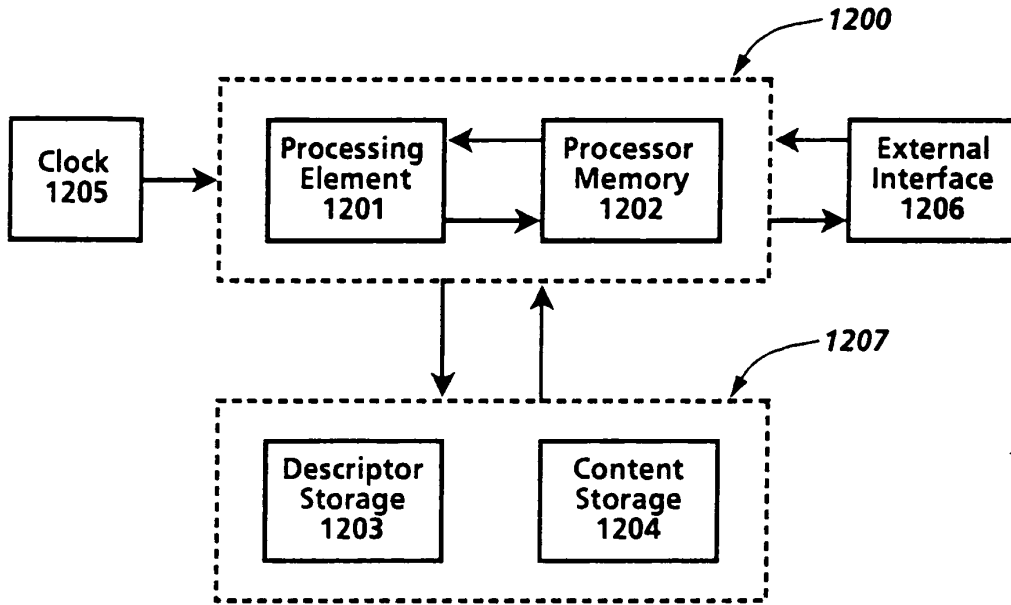 1200
Clock
1205
Processing
Element
1201
Processor
Memory
1202
External
Interface
1206
1207
Descriptor
Storage
1203
Content
Storage
1204